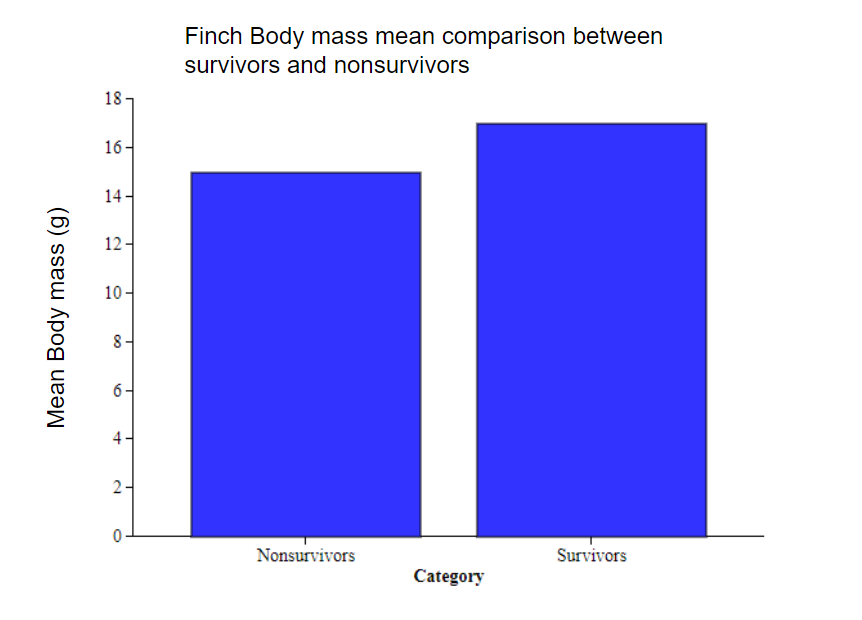 Finch Body mass mean comparison between
survivors and nonsurvivors
18
16
14
12
10
8
6
4
2
0
Mean Body mass (g)
Nonsurvivors
Survivors
Category